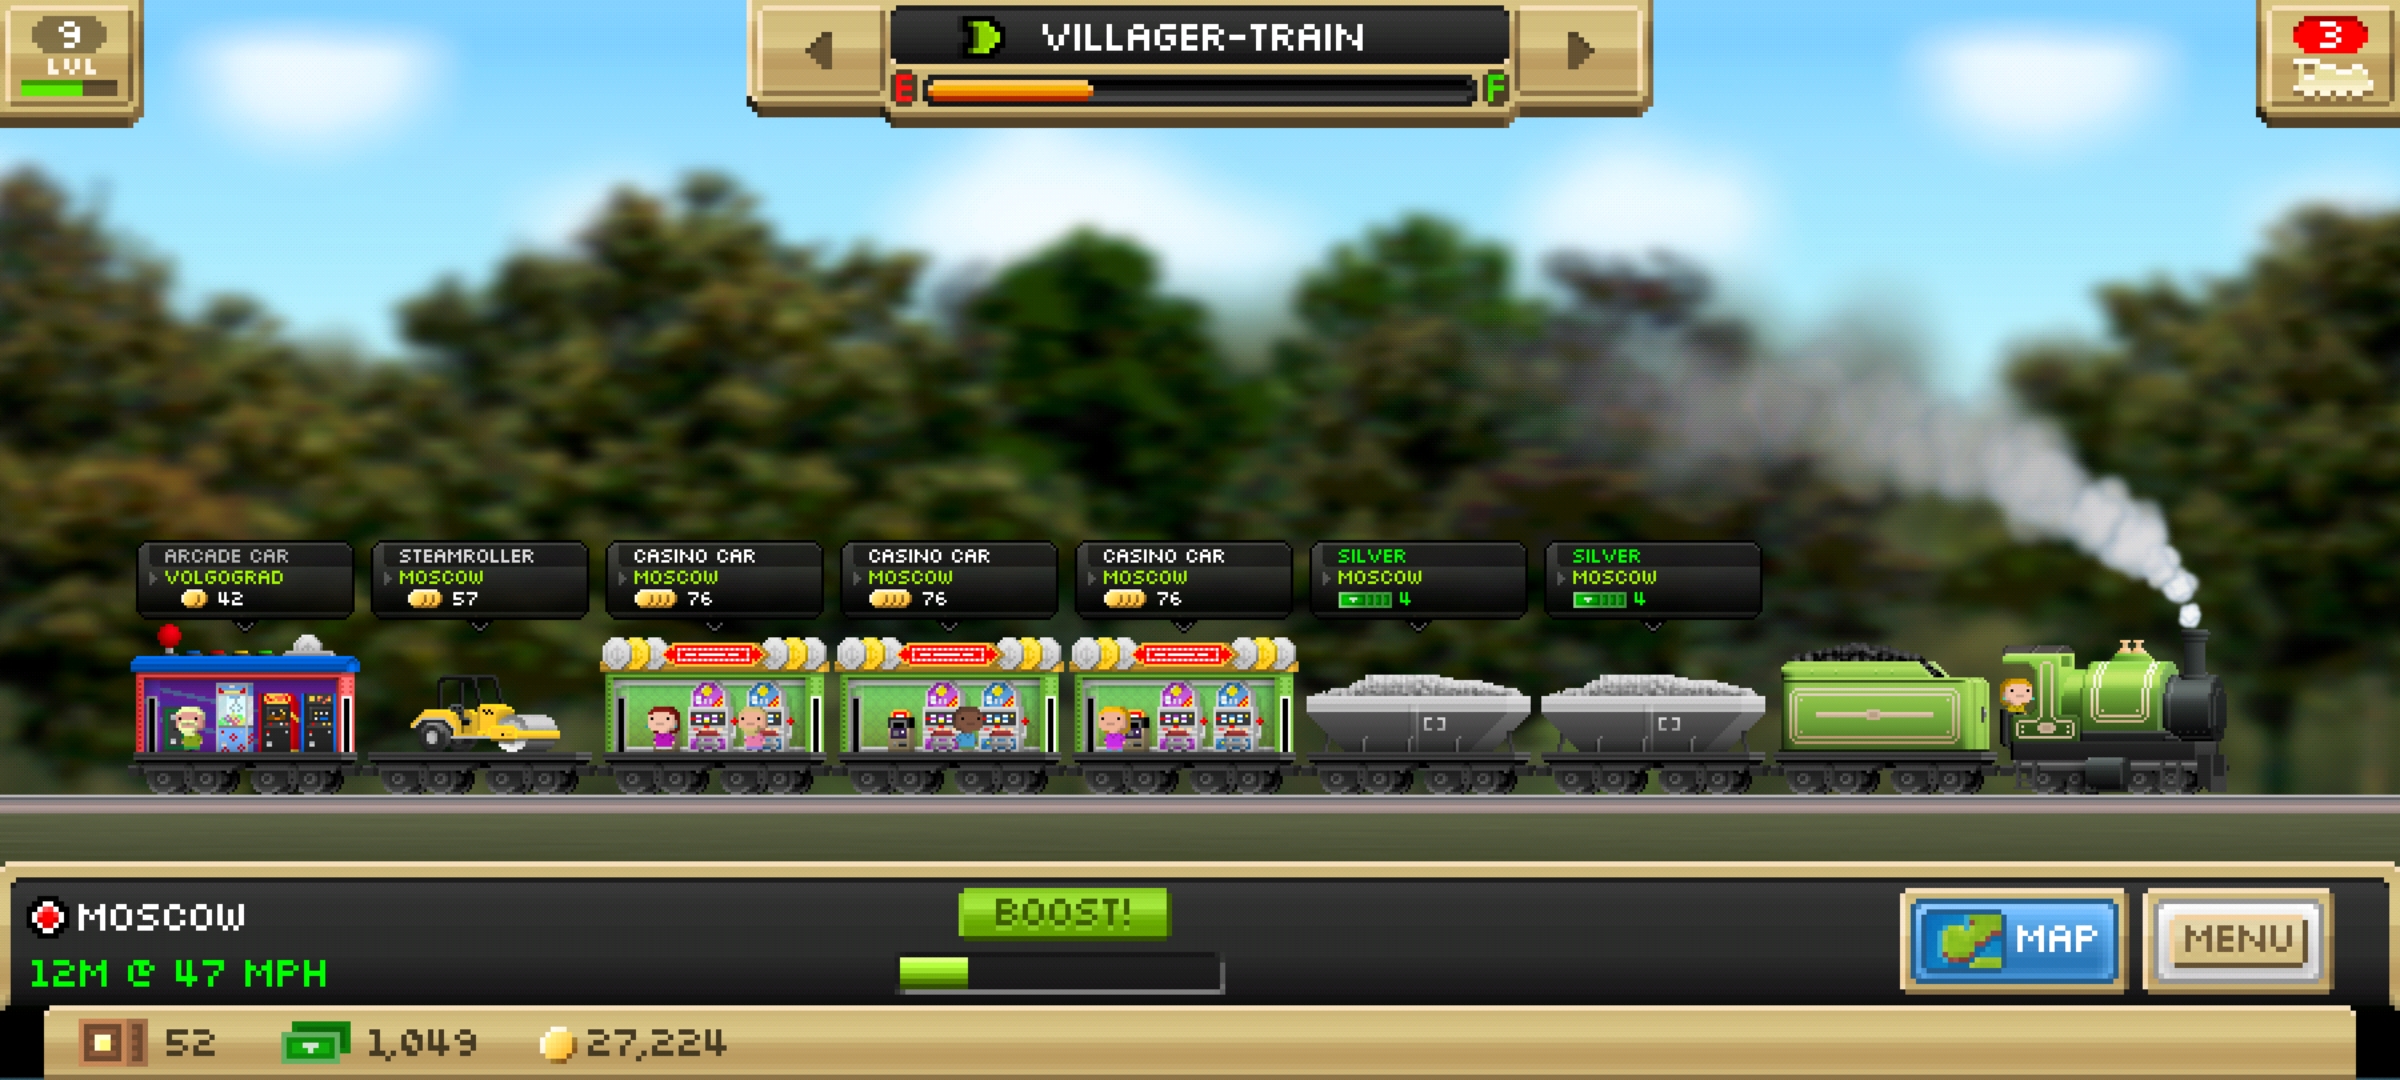 9
LVL
VILLAGER-TRAIN
E F
3
ARCADE CAR
VOLGOGRAD
42
STEAMROLLER
MOSCOW
57
CASINO CAR
MOSCOW
76
CASINO CAR
MOSCOW
76
CASINO CAR
MOSCOW
76
SILVER
MOSCOW
4
SILVER
MOSCOW
4
MOSCOW
12M @ 47 MPH
BOOST!
MAP
MENU
52
1,049
27,224